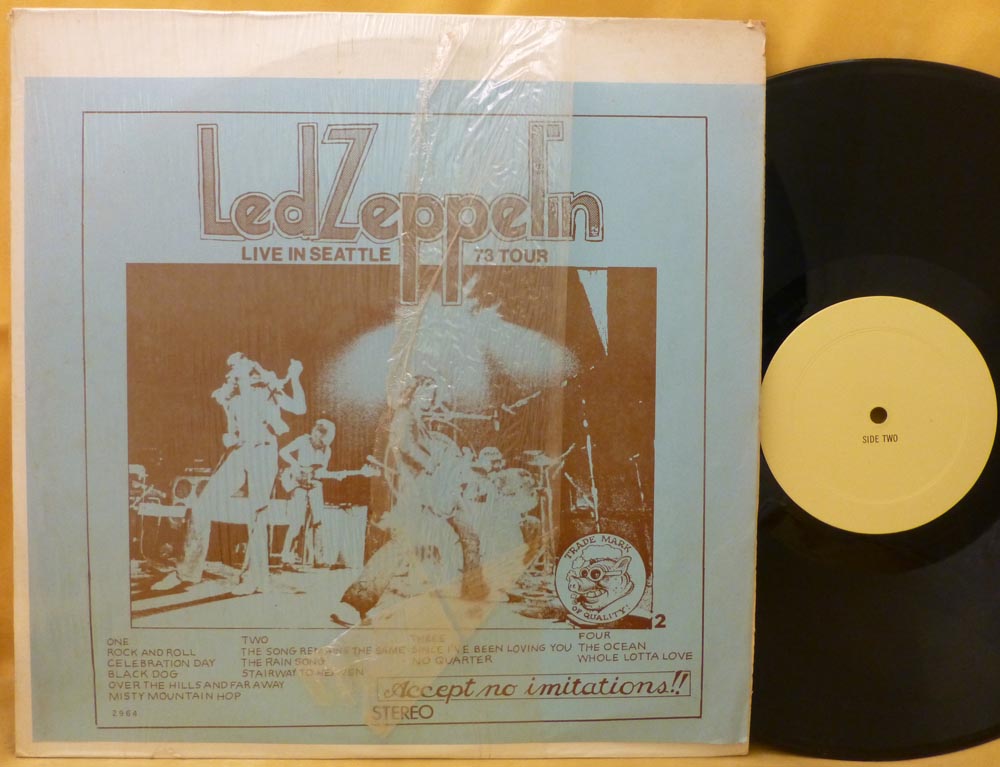 Led Zeppelin
LIVE IN SEATTLE 73 TOUR
TRADE MARK
OF QUALITY!
2
ONE
ROCK AND ROLL
CELEBRATION DAY
BLACK DOG
OVER THE HILLS AND FAR AWAY
MISTY MOUNTAIN HOP
TWO
THE SONG REMAINS THE SAME
THE RAIN SONG
STAIRWAY TO HEAVEN
THREE
SINCE I'VE BEEN LOVING YOU
NO QUARTER
FOUR
THE OCEAN
WHOLE LOTTA LOVE
Accept no imitations!!
2964
STEREO
SIDE TWO